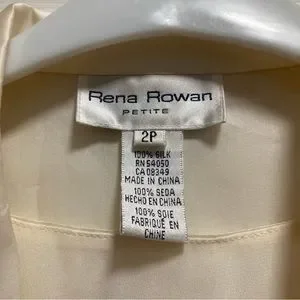 Rena Rowan
PETITE
2P
100% SILK
RN 54050
CA 08349
MADE IN CHINA
100% SEDA
HECHO EN CHINA
100% SOIE
FABRIQUÉ EN
CHINE